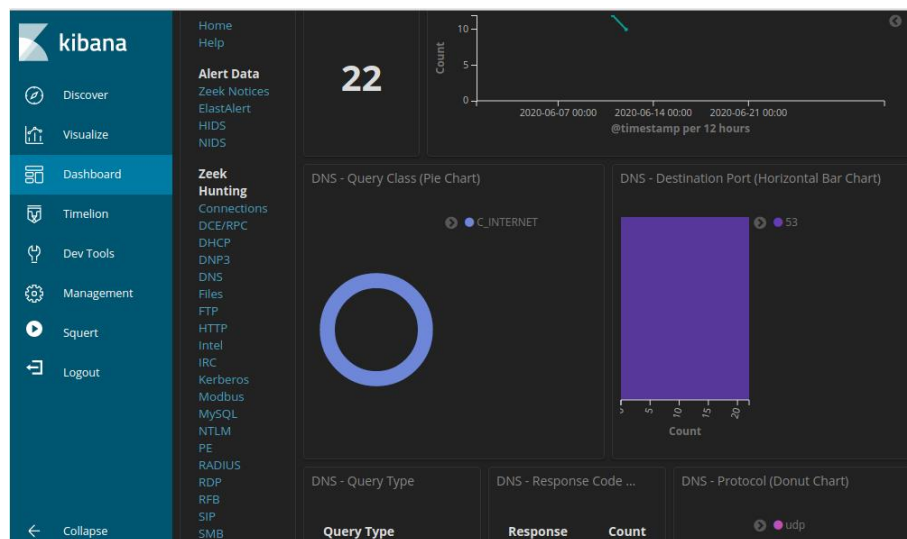 kibana
Discover
Visualize
Dashboard
Timelion
Dev Tools
Management
Squert
Logout
Collapse
Home
Help
Alert Data
Zeek Notices
ElastAlert
HIDS
NIDS
Zeek
Hunting
Connections
DCE/RPC
DHCP
DNP3
DNS
Files
FTP
HTTP
Intel
IRC
Kerberos
Modbus
MySQL
NTLM
PE
RADIUS
RDP
RFB
SIP
SMB
22
Count
10
5
0
2020-06-07 00:00 2020-06-14 00:00 2020-06-21 00:00
@timestamp per 12 hours
DNS - Query Class (Pie Chart)
C_INTERNET
DNS - Destination Port (Horizontal Bar Chart)
53
5 10 15 20
Count
DNS - Query Type
Query Type
DNS - Response Code ...
Response Count
DNS - Protocol (Donut Chart)
udp